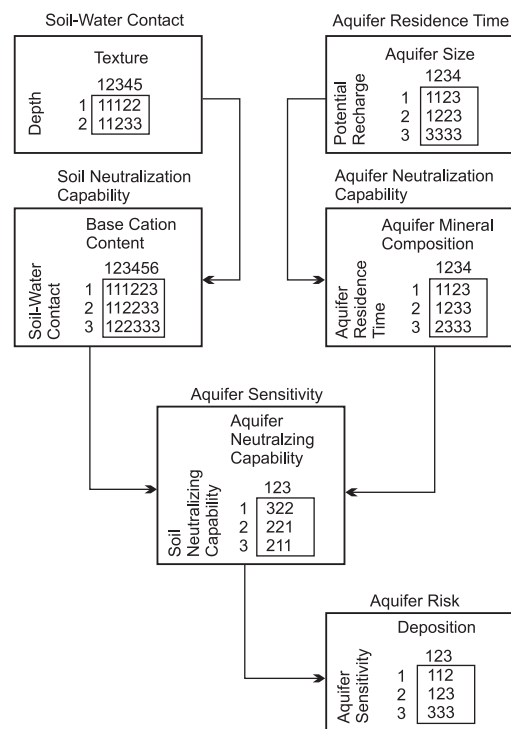 Soil-Water Contact
Texture
12345
Depth
1 11122
2 11233
Aquifer Residence Time
Aquifer Size
1234
Potential
Recharge
1 1123
2 1223
3 3333
Soil Neutralization
Capability
Base Cation
Content
123456
Soil-Water
Contact
1 111223
2 112233
3 122333
Aquifer Neutralization
Capability
Aquifer Mineral
Composition
1234
Aquifer
Residence
Time
1 1123
2 1233
3 2333
Aquifer Sensitivity
Aquifer
Neutralzing
Capability
123
Soil
Neutralizing
Capability
1 322
2 221
3 211
Aquifer Risk
Deposition
123
Aquifer
Sensitivity
1 112
2 123
3 333